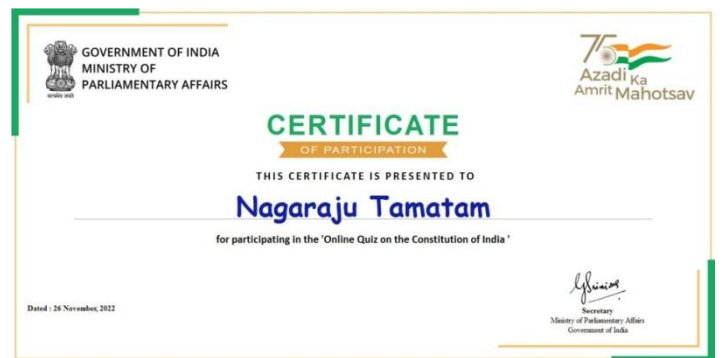 GOVERNMENT OF INDIA
MINISTRY OF
PARLIAMENTARY AFFAIRS
75
Azadi Ka
Amrit Mahotsav
CERTIFICATE
OF PARTICIPATION
THIS CERTIFICATE IS PRESENTED TO
Nagaraju Tamatam
for participating in the 'Online Quiz on the Constitution of India '
Dated : 26 November, 2022
Secretary
Ministry of Parliamentary Affairs
Government of India